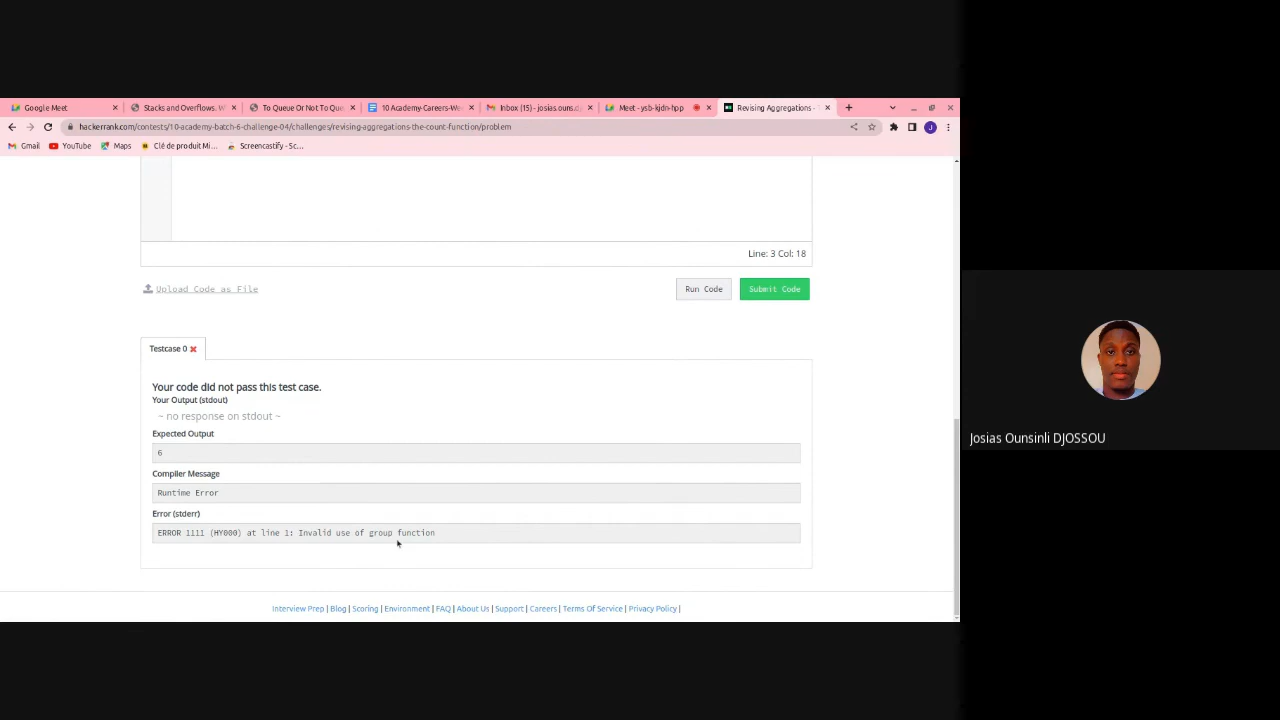 Google Meet
Stacks and Overflows. W
To Queue Or Not To Que
10 Academy-Careers-We
Inbox (15) - josias.ouns.d
Meet - ysb-kjdn-hpp
Revising Aggregations -
hackerrank.com/contests/10-academy-batch-6-challenge-04/challenges/revising-aggregations-the-count-function/problem
J
Gmail
YouTube
Maps
Clé de produit Mi...
Screencastify - Sc...
Line: 3 Col: 18
Upload Code as File
Run Code
Submit Code
Testcase 0
Your code did not pass this test case.
Your Output (stdout)
~ no response on stdout ~
Expected Output
6
Compiler Message
Runtime Error
Error (stderr)
ERROR 1111 (HY000) at line 1: Invalid use of group function
Interview Prep | Blog | Scoring | Environment | FAQ | About Us | Support | Careers | Terms Of Service | Privacy Policy |
Josias Ounsinli DJOSSOU